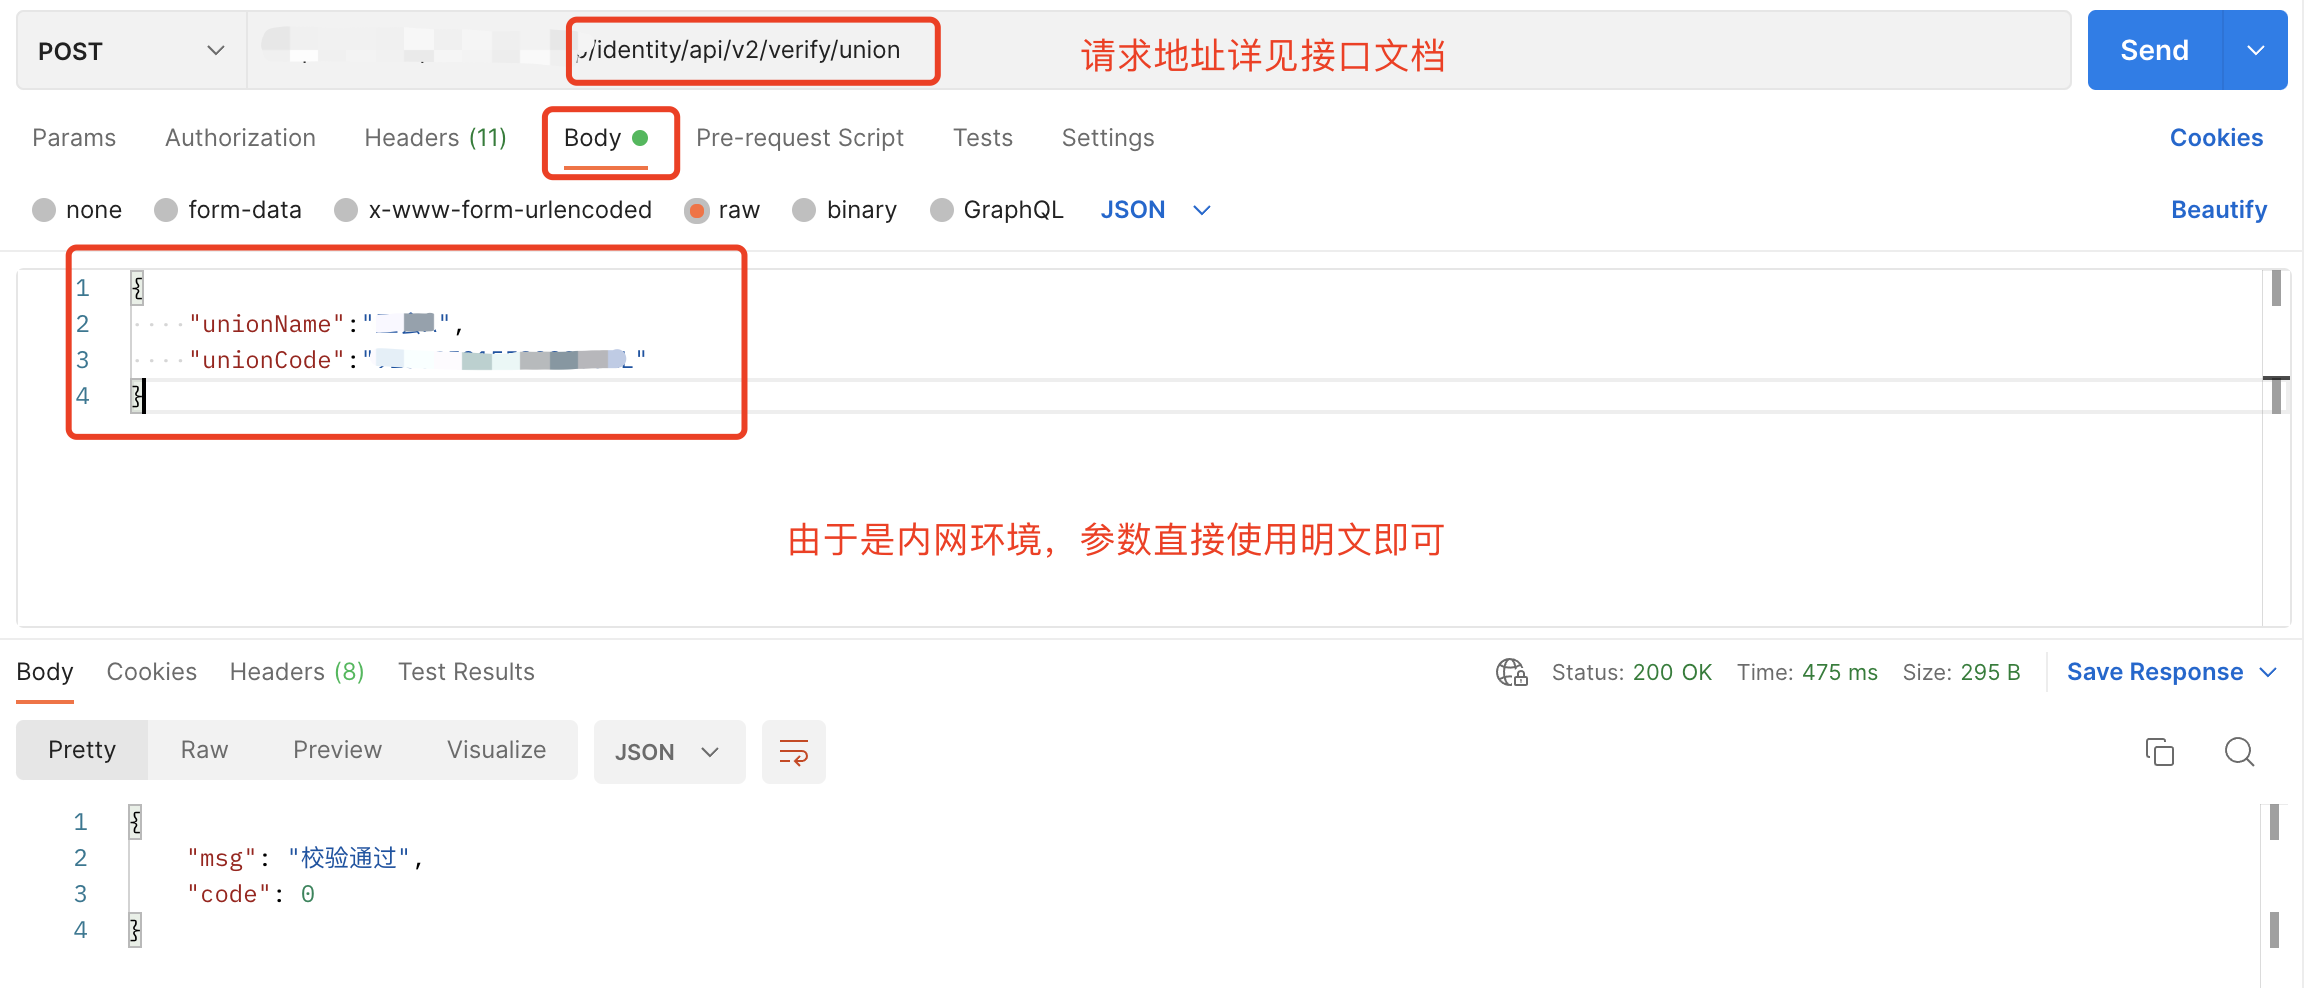 POST /identity/api/v2/verify/union 请求地址详见接口文档 Send
Params Authorization Headers (11) Body Pre-request Script Tests Settings Cookies
none form-data x-www-form-urlencoded raw binary GraphQL JSON Beautify
1 {
2 "unionName":"",
3 "unionCode":""
4 }
由于是内网环境，参数直接使用明文即可
Body Cookies Headers (8) Test Results Status: 200 OK Time: 475 ms Size: 295 B Save Response
Pretty Raw Preview Visualize JSON
1 {
2 "msg": "校验通过",
3 "code": 0
4 }